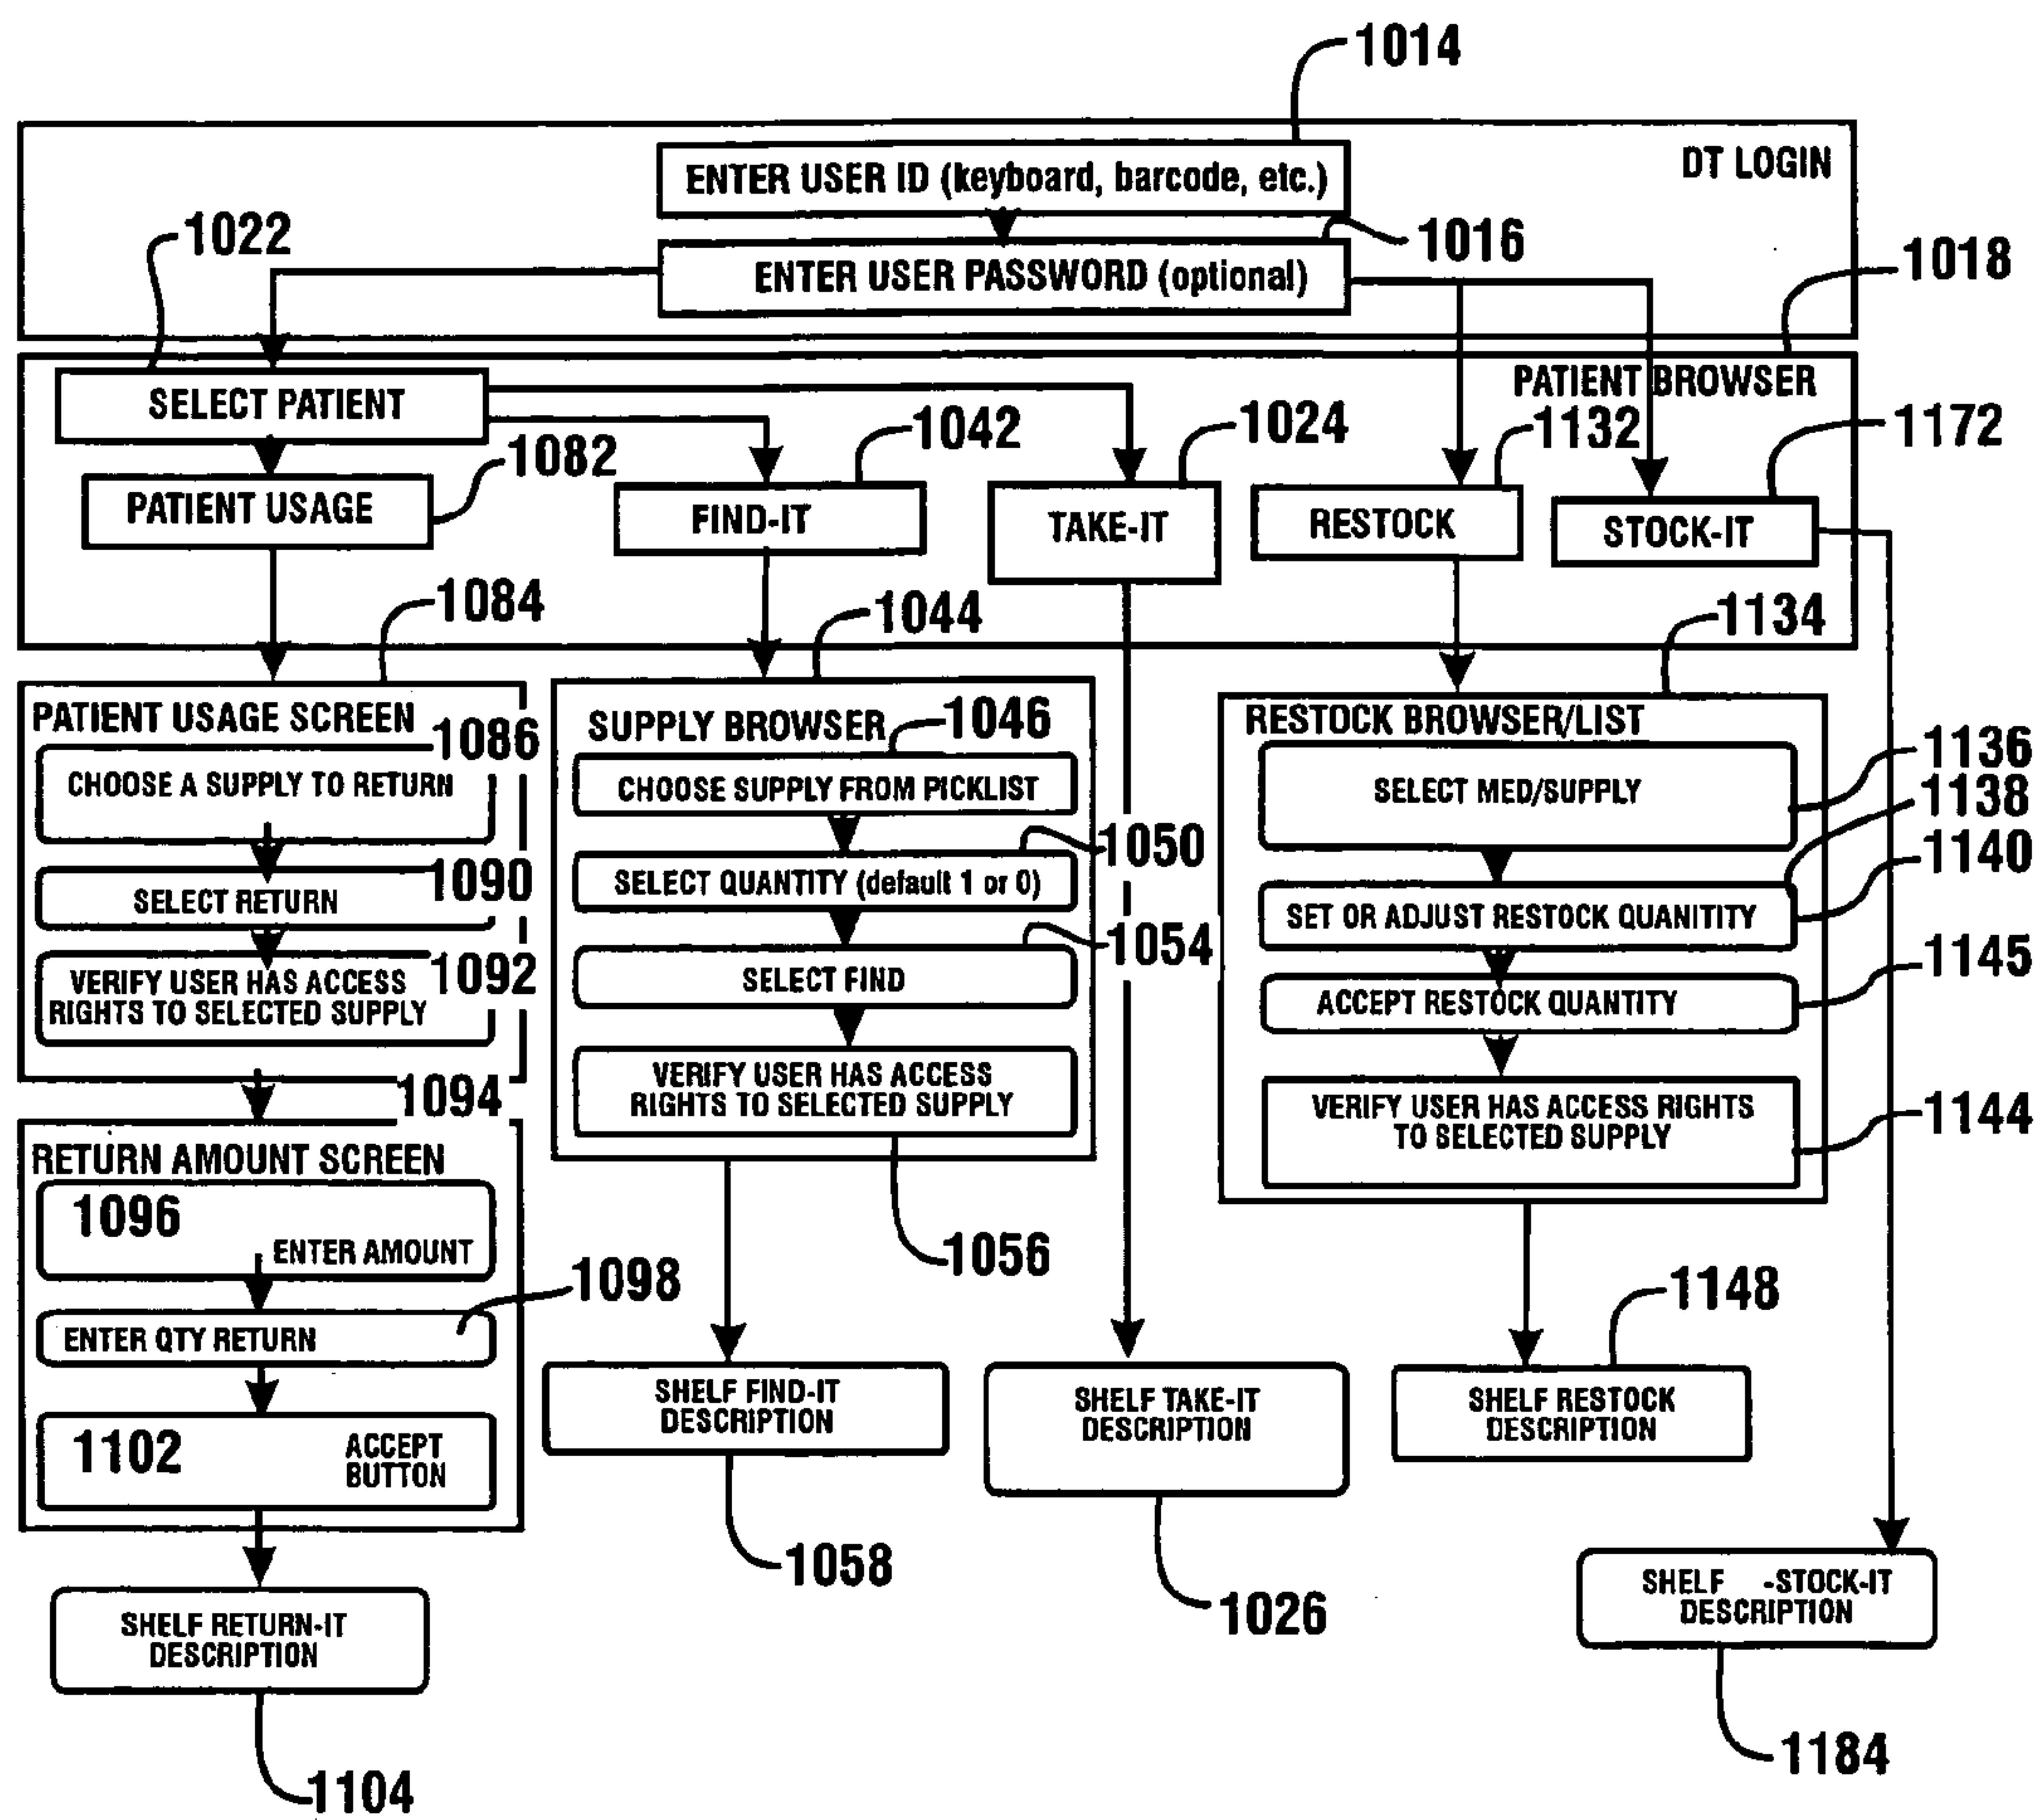 1014
DT LOGIN
ENTER USER ID (keyboard, barcode, etc.)
1022
1016
1018
ENTER USER PASSWORD (optional)
PATIENT BROWSER
SELECT PATIENT
1082
1042
1024
1132
1172
PATIENT USAGE
FIND-IT
TAKE-IT
RESTOCK
STOCK-IT
1084
1044
1134
PATIENT USAGE SCREEN
1086
CHOOSE A SUPPLY TO RETURN
1090
SELECT RETURN
1092
VERIFY USER HAS ACCESS
RIGHTS TO SELECTED SUPPLY
1094
RETURN AMOUNT SCREEN
1096
ENTER AMOUNT
1098
ENTER QTY RETURN
1102
ACCEPT
BUTTON
SHELF RETURN-IT
DESCRIPTION
1104
SUPPLY BROWSER
1046
CHOOSE SUPPLY FROM PICKLIST
1050
SELECT QUANTITY (default 1 or 0)
1054
SELECT FIND
VERIFY USER HAS ACCESS
RIGHTS TO SELECTED SUPPLY
1056
SHELF FIND-IT
DESCRIPTION
1058
SHELF TAKE-IT
DESCRIPTION
1026
RESTOCK BROWSER/LIST
1136
SELECT MED/SUPPLY
1138
1140
SET OR ADJUST RESTOCK QUANITITY
1145
ACCEPT RESTOCK QUANTITY
VERIFY USER HAS ACCESS RIGHTS
TO SELECTED SUPPLY
1144
1148
SHELF RESTOCK
DESCRIPTION
SHELF -STOCK-IT
DESCRIPTION
1184